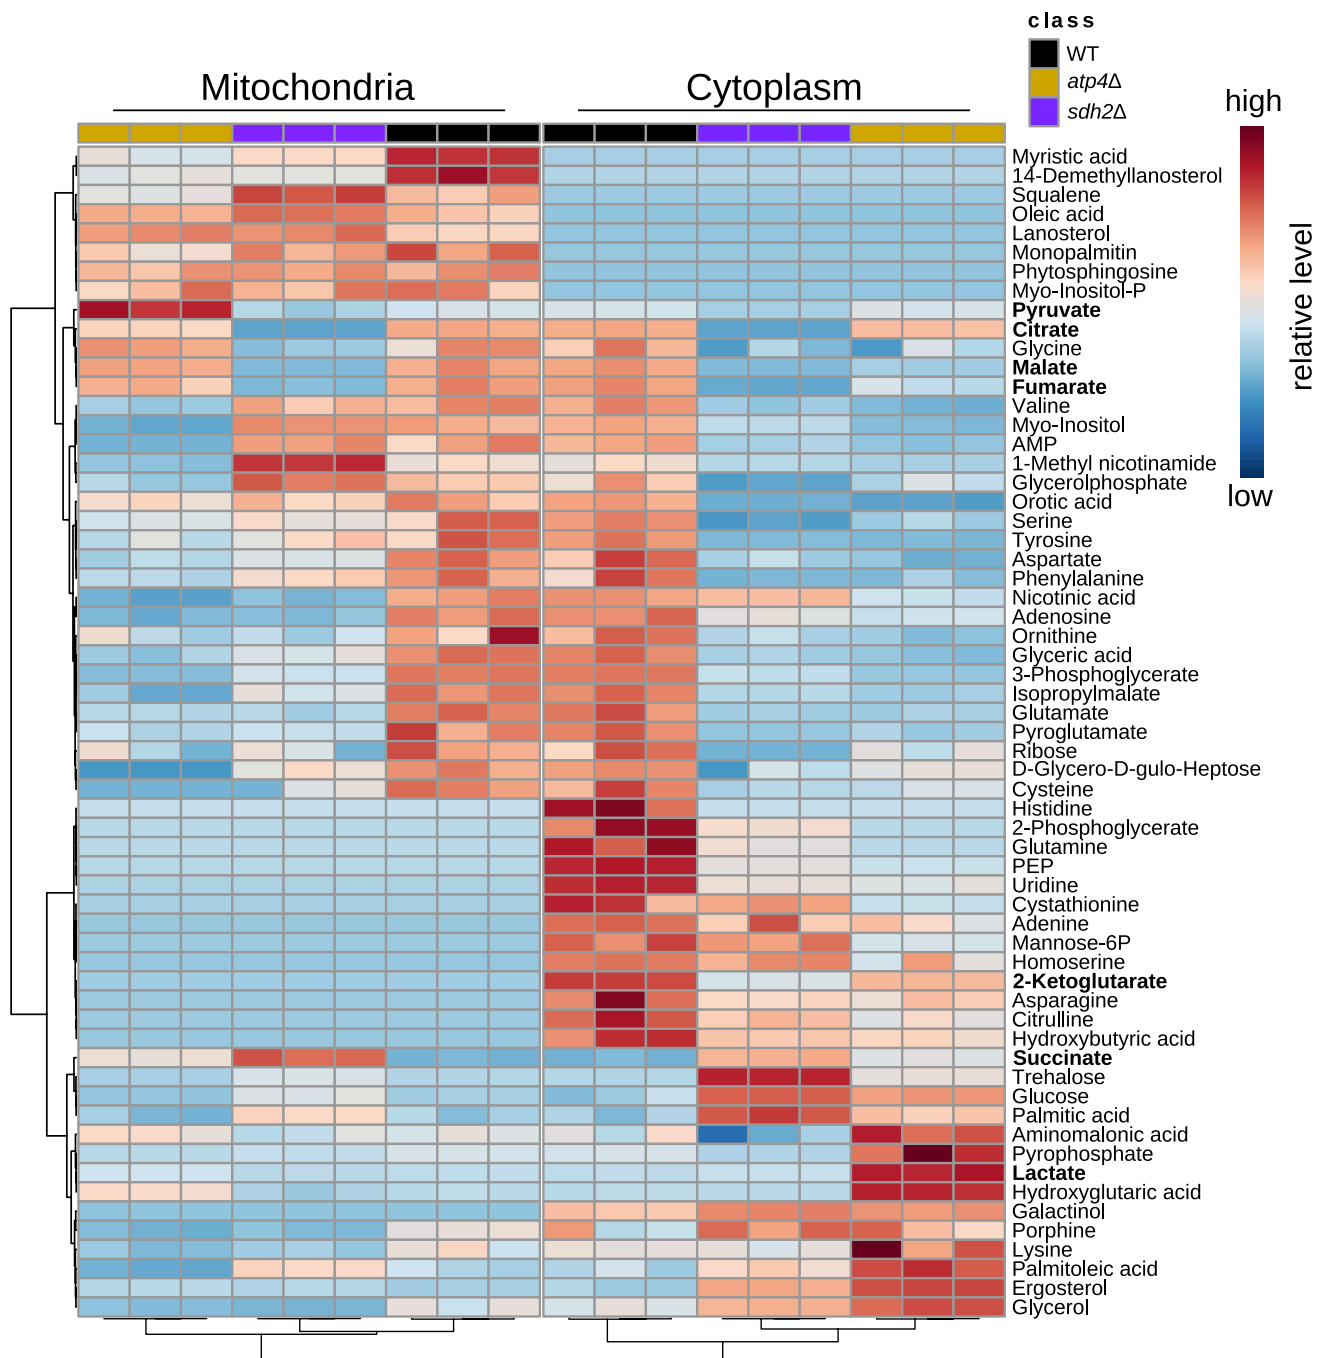 class
WT
atp4Δ
sdh2Δ
Mitochondria
Cytoplasm
high
relative level
low
Myristic acid
14-Demethyllanosterol
Squalene
Oleic acid
Lanosterol
Monopalmitin
Phytosphingosine
Myo-Inositol-P
Pyruvate
Citrate
Glycine
Malate
Fumarate
Valine
Myo-Inositol
AMP
1-Methyl nicotinamide
Glycerolphosphate
Orotic acid
Serine
Tyrosine
Aspartate
Phenylalanine
Nicotinic acid
Adenosine
Ornithine
Glyceric acid
3-Phosphoglycerate
Isopropylmalate
Glutamate
Pyroglutamate
Ribose
D-Glycero-D-gulo-Heptose
Cysteine
Histidine
2-Phosphoglycerate
Glutamine
PEP
Uridine
Cystathionine
Adenine
Mannose-6P
Homoserine
2-Ketoglutarate
Asparagine
Citrulline
Hydroxybutyric acid
Succinate
Trehalose
Glucose
Palmitic acid
Aminomalonic acid
Pyrophosphate
Lactate
Hydroxyglutaric acid
Galactinol
Porphine
Lysine
Palmitoleic acid
Ergosterol
Glycerol